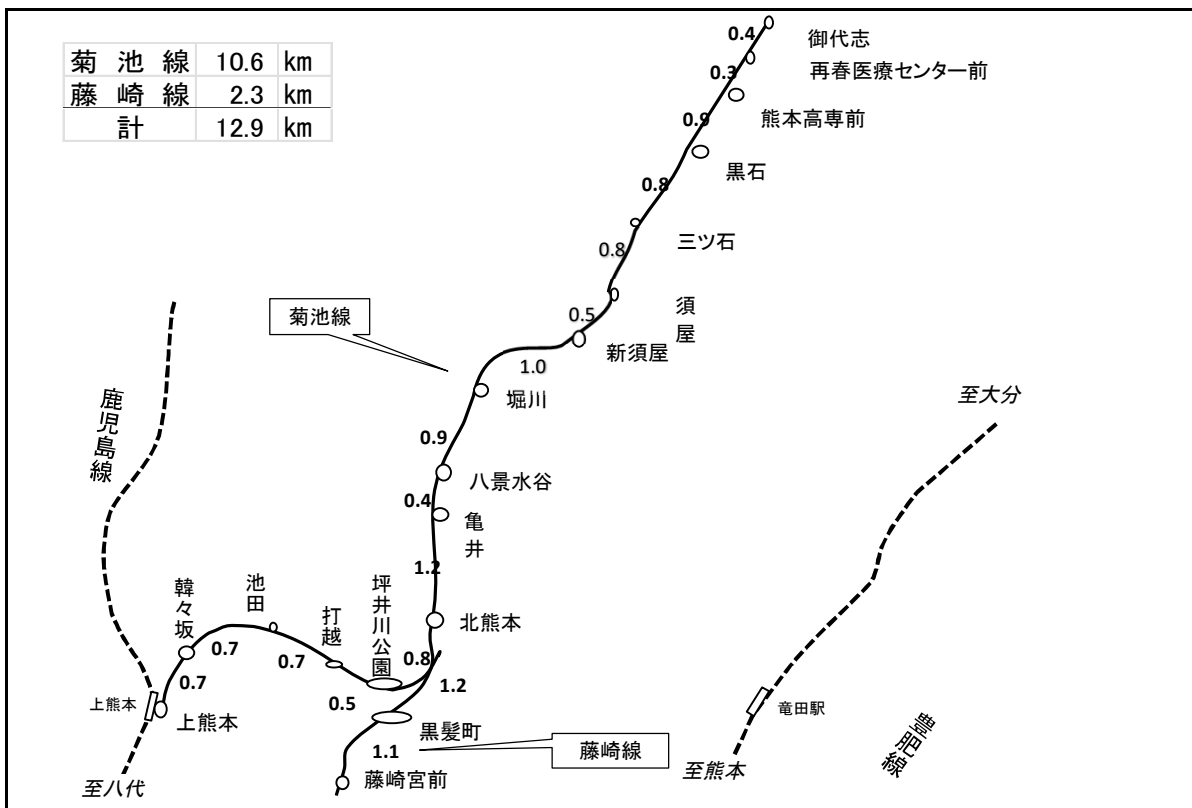 菊池線 10.6 km
藤崎線 2.3 km
計 12.9 km
0.4
御代志
再春医療センター前
0.3
熊本高専前
0.9
黒石
0.8
三ツ石
0.8
須屋
0.5
新須屋
1.0
菊池線
堀川
0.9
八景水谷
0.4
亀井
1.2
北熊本
0.8
坪井川公園
0.5
打越
0.7
池田
0.7
韓々坂
0.7
上熊本
上熊本
鹿児島線
至八代
1.2
黒髪町
1.1
藤崎線
藤崎宮前
至大分
竜田駅
豊肥線
至熊本